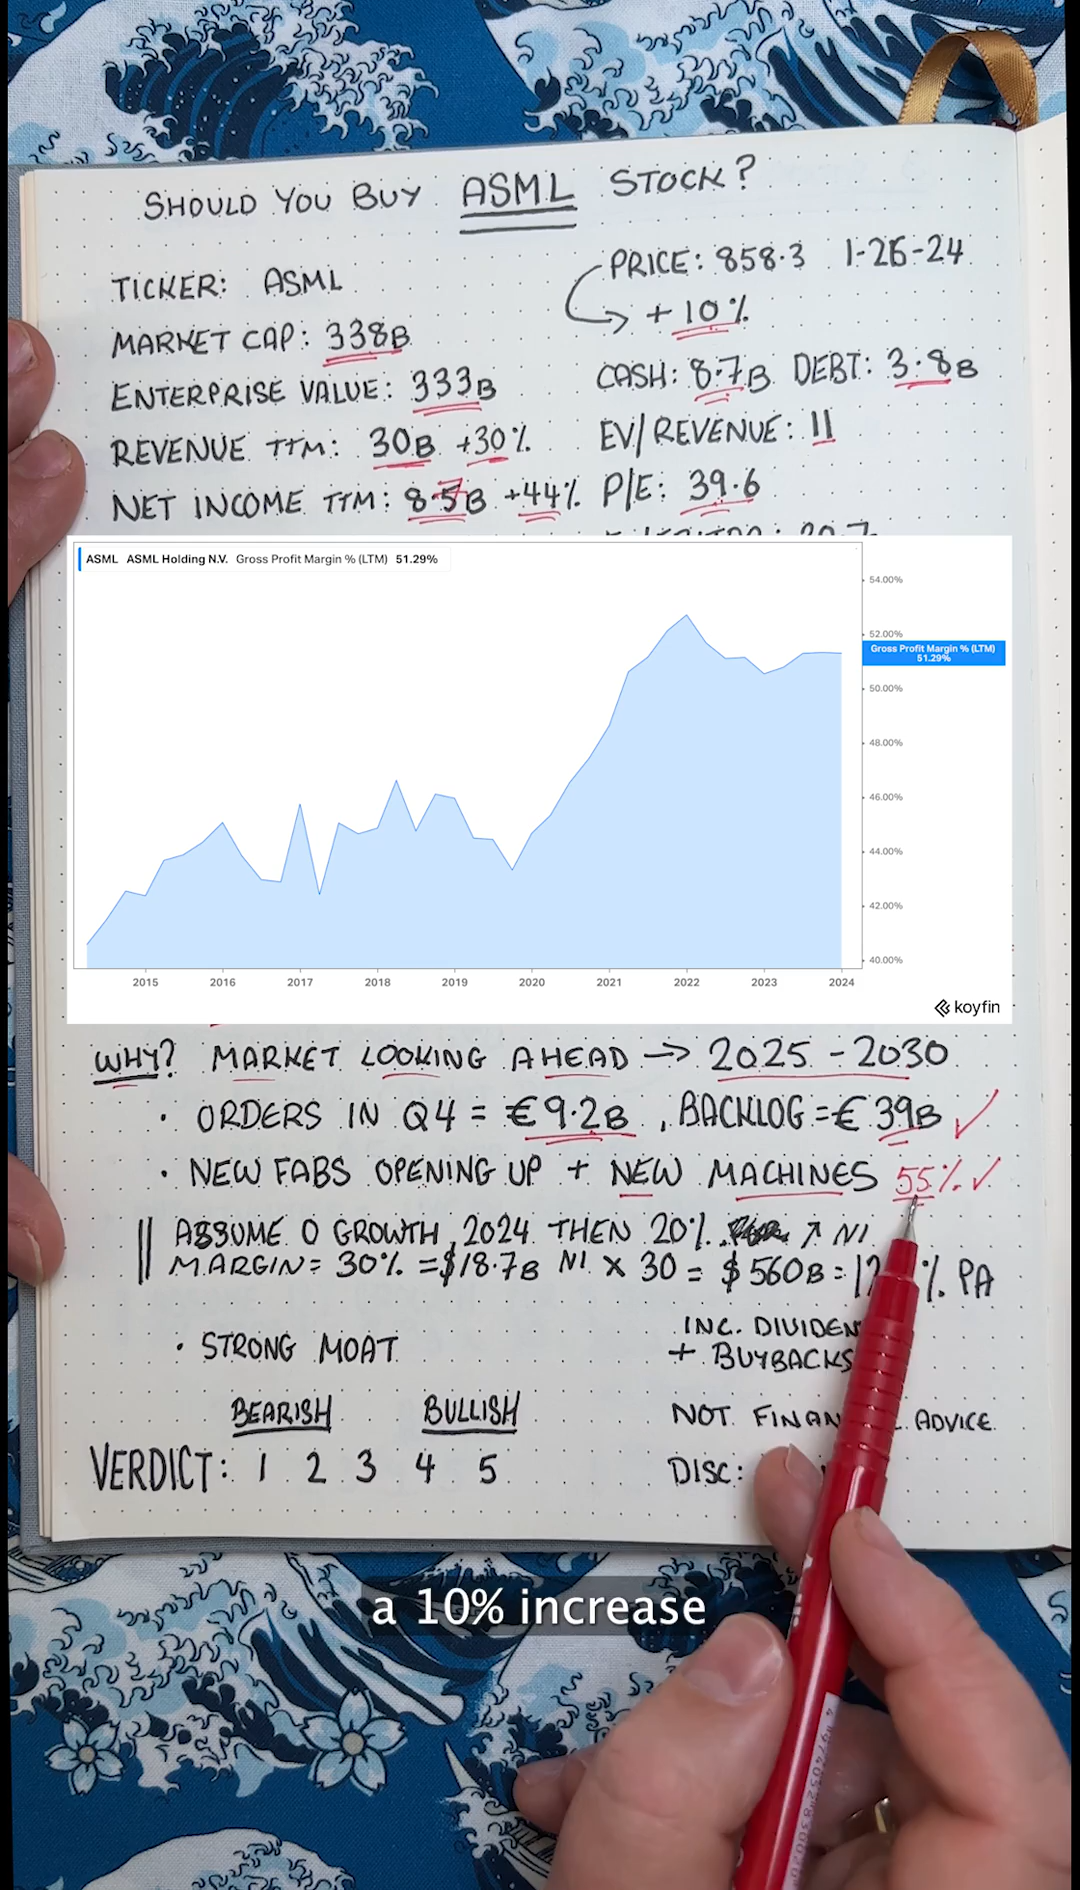 SHOULD YOU BUY ASML STOCK?
TICKER: ASML
PRICE: 858.3 1-26-24
+ 10%
MARKET CAP: 338B
ENTERPRISE VALUE: 333B
CASH: 8.7B DEBT: 3.8B
REVENUE TTM: 30B +30%
EV/REVENUE: 11
NET INCOME TTM: 8.5B +44%
P/E: 39.6
ASML ASML Holding N.V. Gross Profit Margin % (LTM) 51.29%
54.00%
52.00%
Gross Profit Margin % (LTM)
51.29%
50.00%
48.00%
46.00%
44.00%
42.00%
40.00%
2015 2016 2017 2018 2019 2020 2021 2022 2023 2024
koyfin
WHY? MARKET LOOKING AHEAD → 2025 - 2030
· ORDERS IN Q4 = €9.2B, BACKLOG = €39B ✓
· NEW FABS OPENING UP + NEW MACHINES 55% ✓
ASSUME 0 GROWTH, 2024 THEN 20% ↗ NI
MARGIN = 30% = $18.7B NI X 30 = $560B = % PA
INC. DIVIDEN
+ BUYBACKS
· STRONG MOAT
BEARISH BULLISH
NOT FINAN L ADVICE.
VERDICT: 1 2 3 4 5
DISC:
a 10% increase